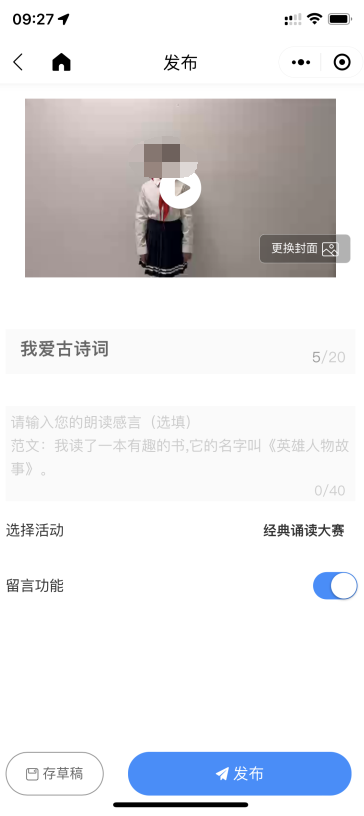 09:27
发布
更换封面
我爱古诗词
5/20
请输入您的朗读感言（选填）
范文：我读了一本有趣的书,它的名字叫《英雄人物故
事》。
0/40
选择活动
经典诵读大赛
留言功能
存草稿
发布